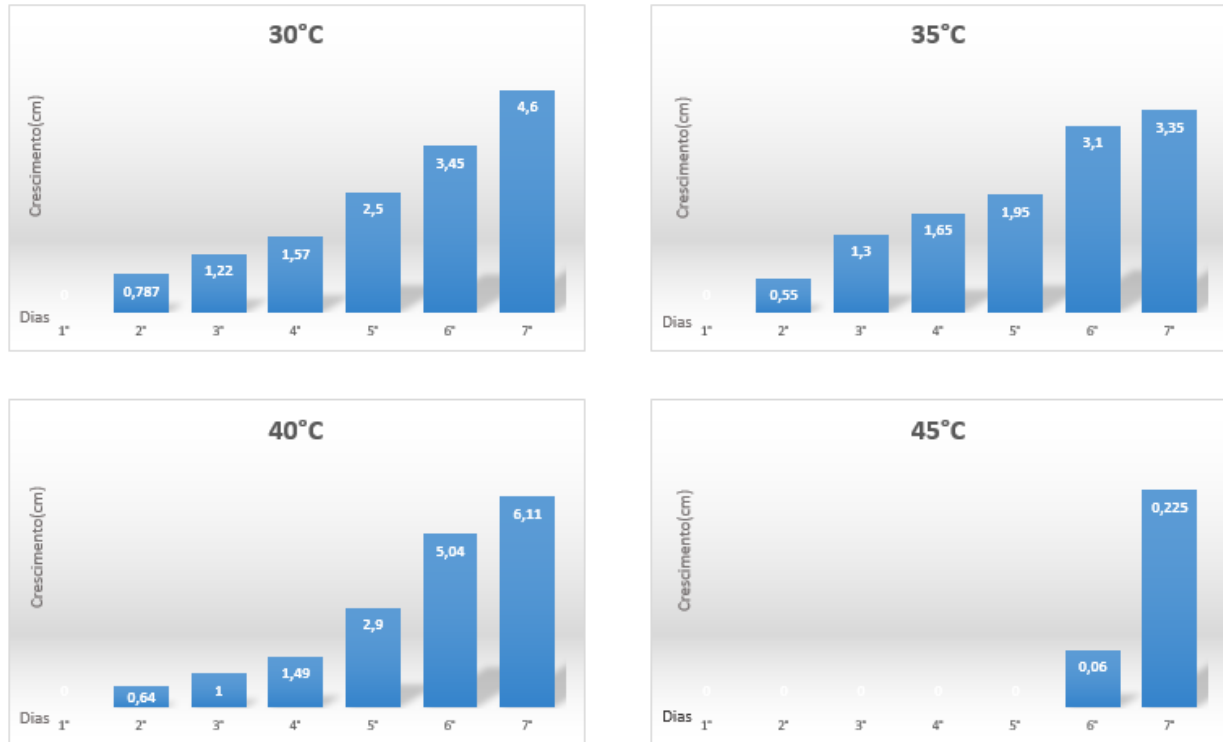 30°C
Crescimento(cm)
4,6
3,45
2,5
1,57
1,22
0,787
0
Dias
1° 2° 3° 4° 5° 6° 7°
35°C
Crescimento(cm)
3,35
3,1
1,95
1,65
1,3
0,55
0
Dias
1° 2° 3° 4° 5° 6° 7°
40°C
Crescimento(cm)
6,11
5,04
2,9
1,49
1
0,64
0
Dias
1° 2° 3° 4° 5° 6° 7°
45°C
Crescimento(cm)
0,225
0,06
0 0 0 0 0
Dias
1° 2° 3° 4° 5° 6° 7°